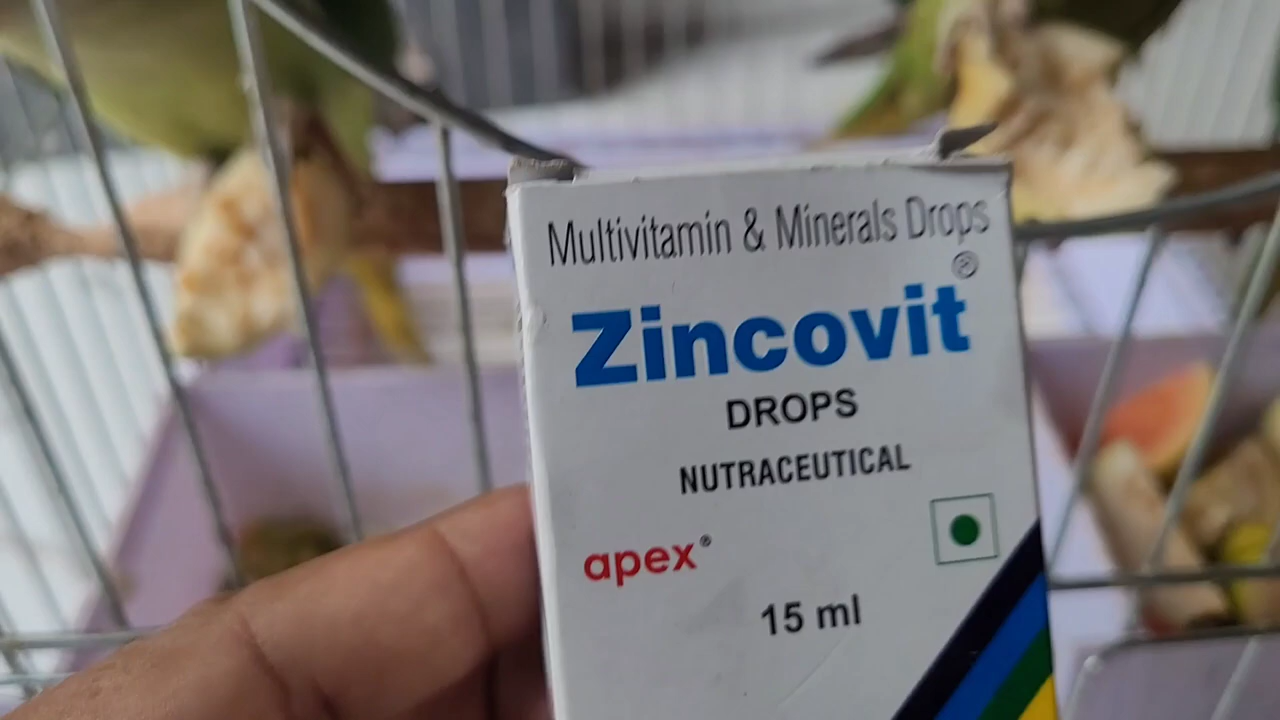 Multivitamin & Minerals Drops
Zincovit®
DROPS
NUTRACEUTICAL
apex®
15 ml